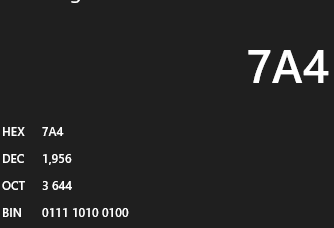 7A4
HEX 7A4
DEC 1,956
OCT 3 644
BIN 0111 1010 0100